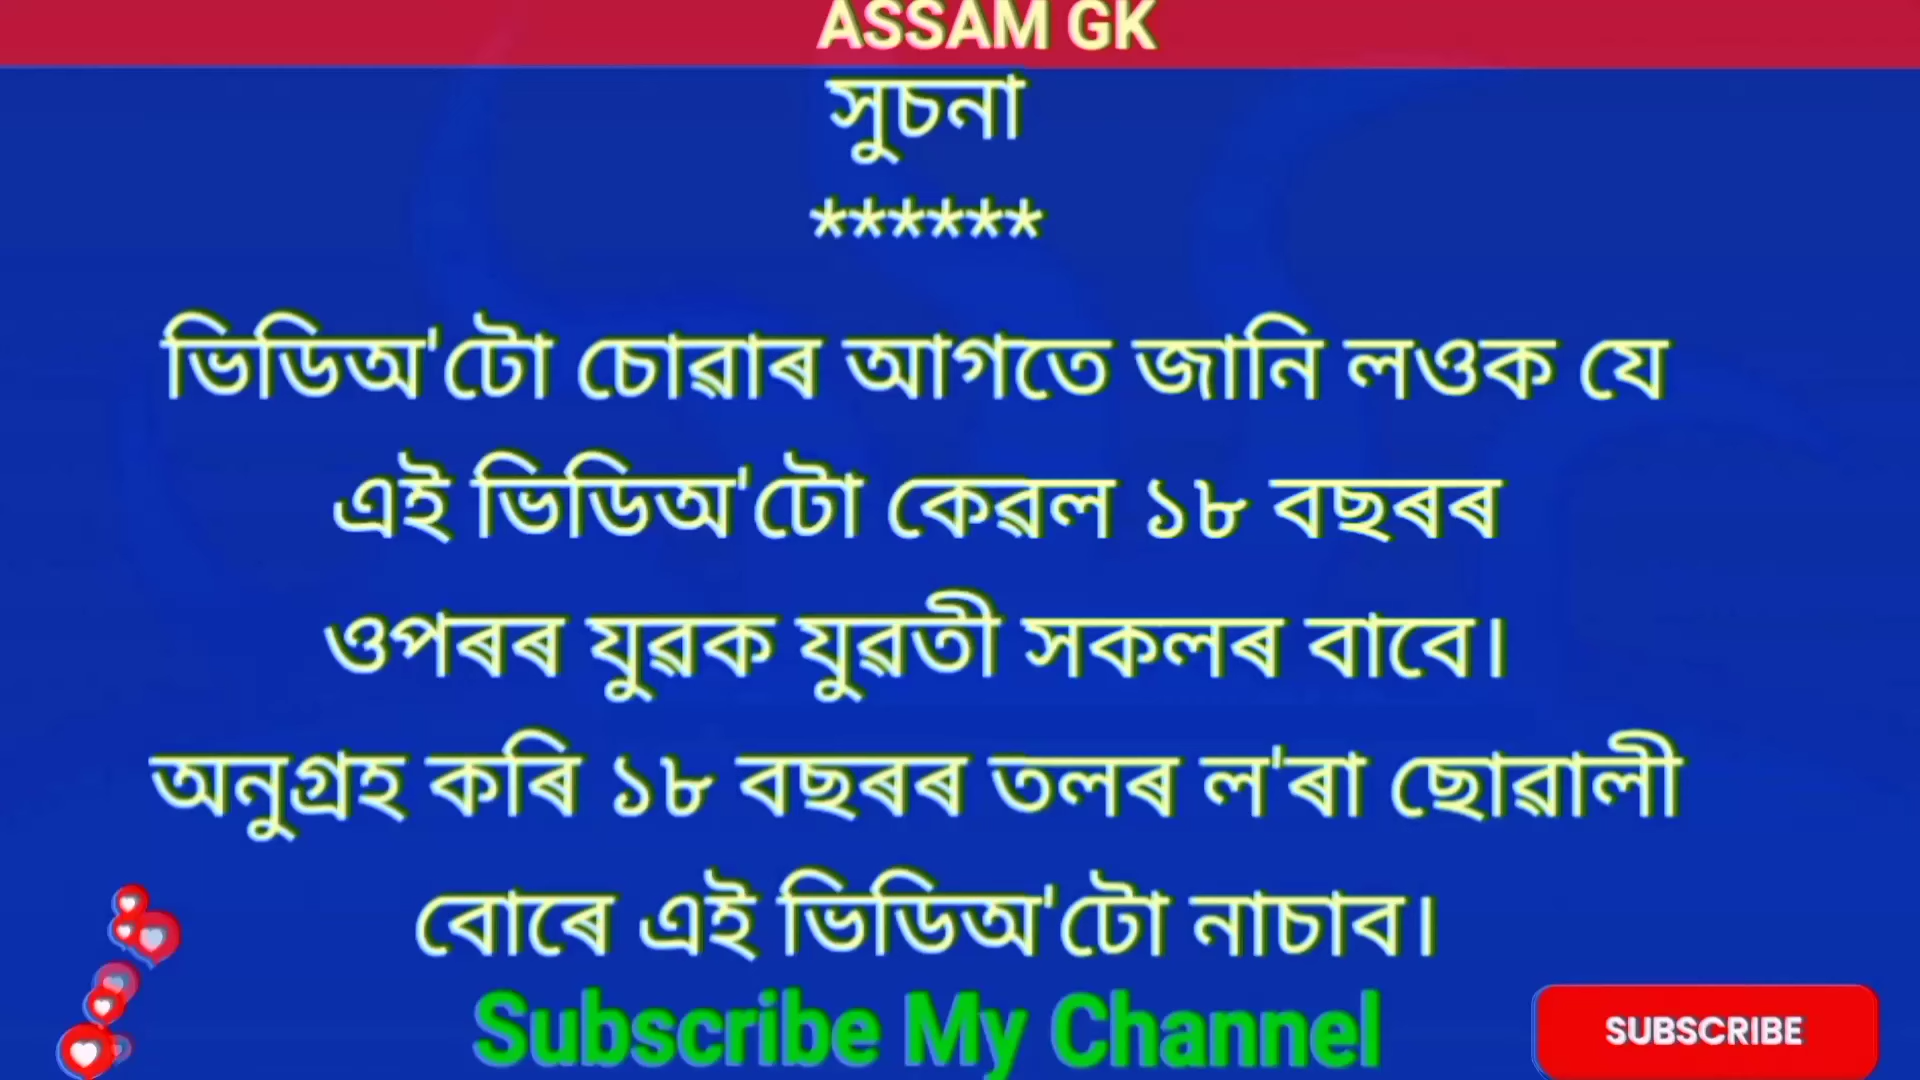 ASSAM GK
সুচনা
******
ভিডিঅ'টো চোৱাৰ আগতে জানি লওক যে
এই ভিডিঅ'টো কেৱল ১৮ বছৰৰ
ওপৰৰ যুৱক যুৱতী সকলৰ বাবে।
অনুগ্ৰহ কৰি ১৮ বছৰৰ তলৰ ল'ৰা ছোৱালী
বোৰে এই ভিডিঅ'টো নাচাব।
Subscribe My Channel
SUBSCRIBE